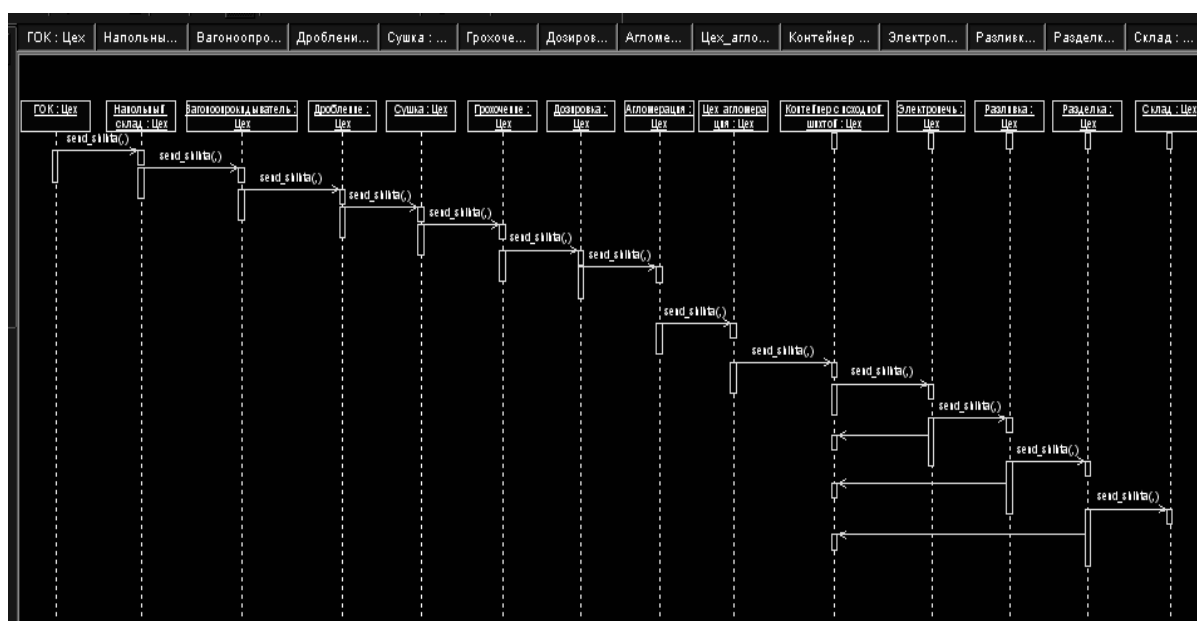 ГОК : Цех
Напольны...
Вагоноопро...
Дроблени...
Сушка : ...
Грохоче...
Дозиров...
Агломе...
Цех_агло...
Контейнер ...
Электроп...
Разливк...
Разделк...
Склад : ...
ГОК : Цех
Напольный
склад : Цех
Вагоноопрокидыватель :
Цех
Дробление :
Цех
Сушка : Цех
Грохочение :
Цех
Дозировка :
Цех
Агломерация :
Цех
Цех_агломера
ция : Цех
Контейнер с исходной
шихтой : Цех
Электропечь :
Цех
Разливка :
Цех
Разделка :
Цех
Склад : Цех
send_shihta(,)
send_shihta(,)
send_shihta(,)
send_shihta(,)
send_shihta(,)
send_shihta(,)
send_shihta(,)
send_shihta(,)
send_shihta(,)
send_shihta(,)
send_shihta(,)
send_shihta(,)
send_shihta(,)